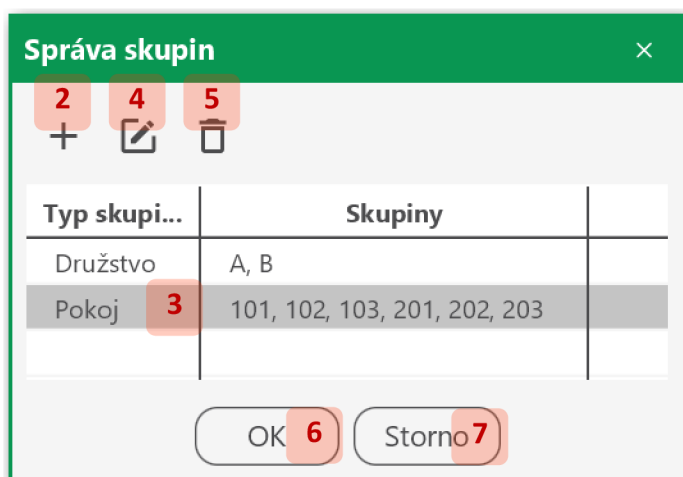 Správa skupin ×
2 4 5
Typ skupi... Skupiny
Družstvo A, B
Pokoj 3 101, 102, 103, 201, 202, 203
OK 6 Storno 7